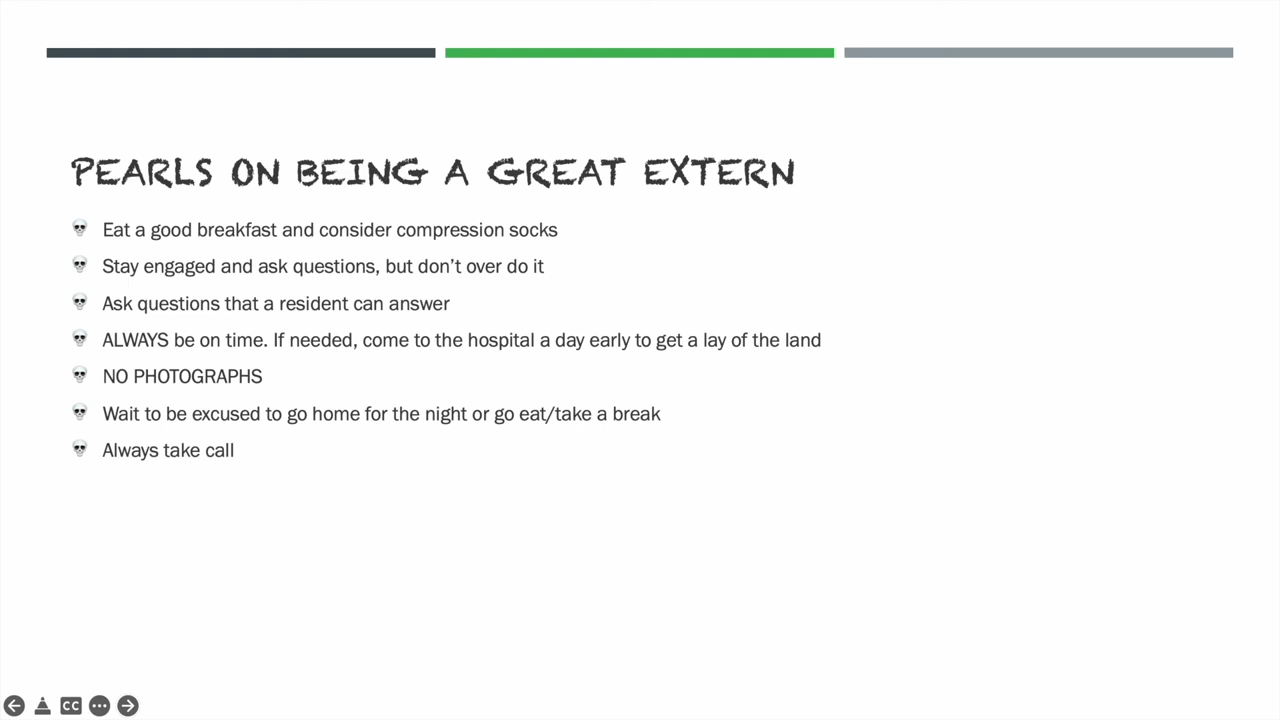 PEARLS ON BEING A GREAT EXTERN
Eat a good breakfast and consider compression socks
Stay engaged and ask questions, but don’t over do it
Ask questions that a resident can answer
ALWAYS be on time. If needed, come to the hospital a day early to get a lay of the land
NO PHOTOGRAPHS
Wait to be excused to go home for the night or go eat/take a break
Always take call
CC